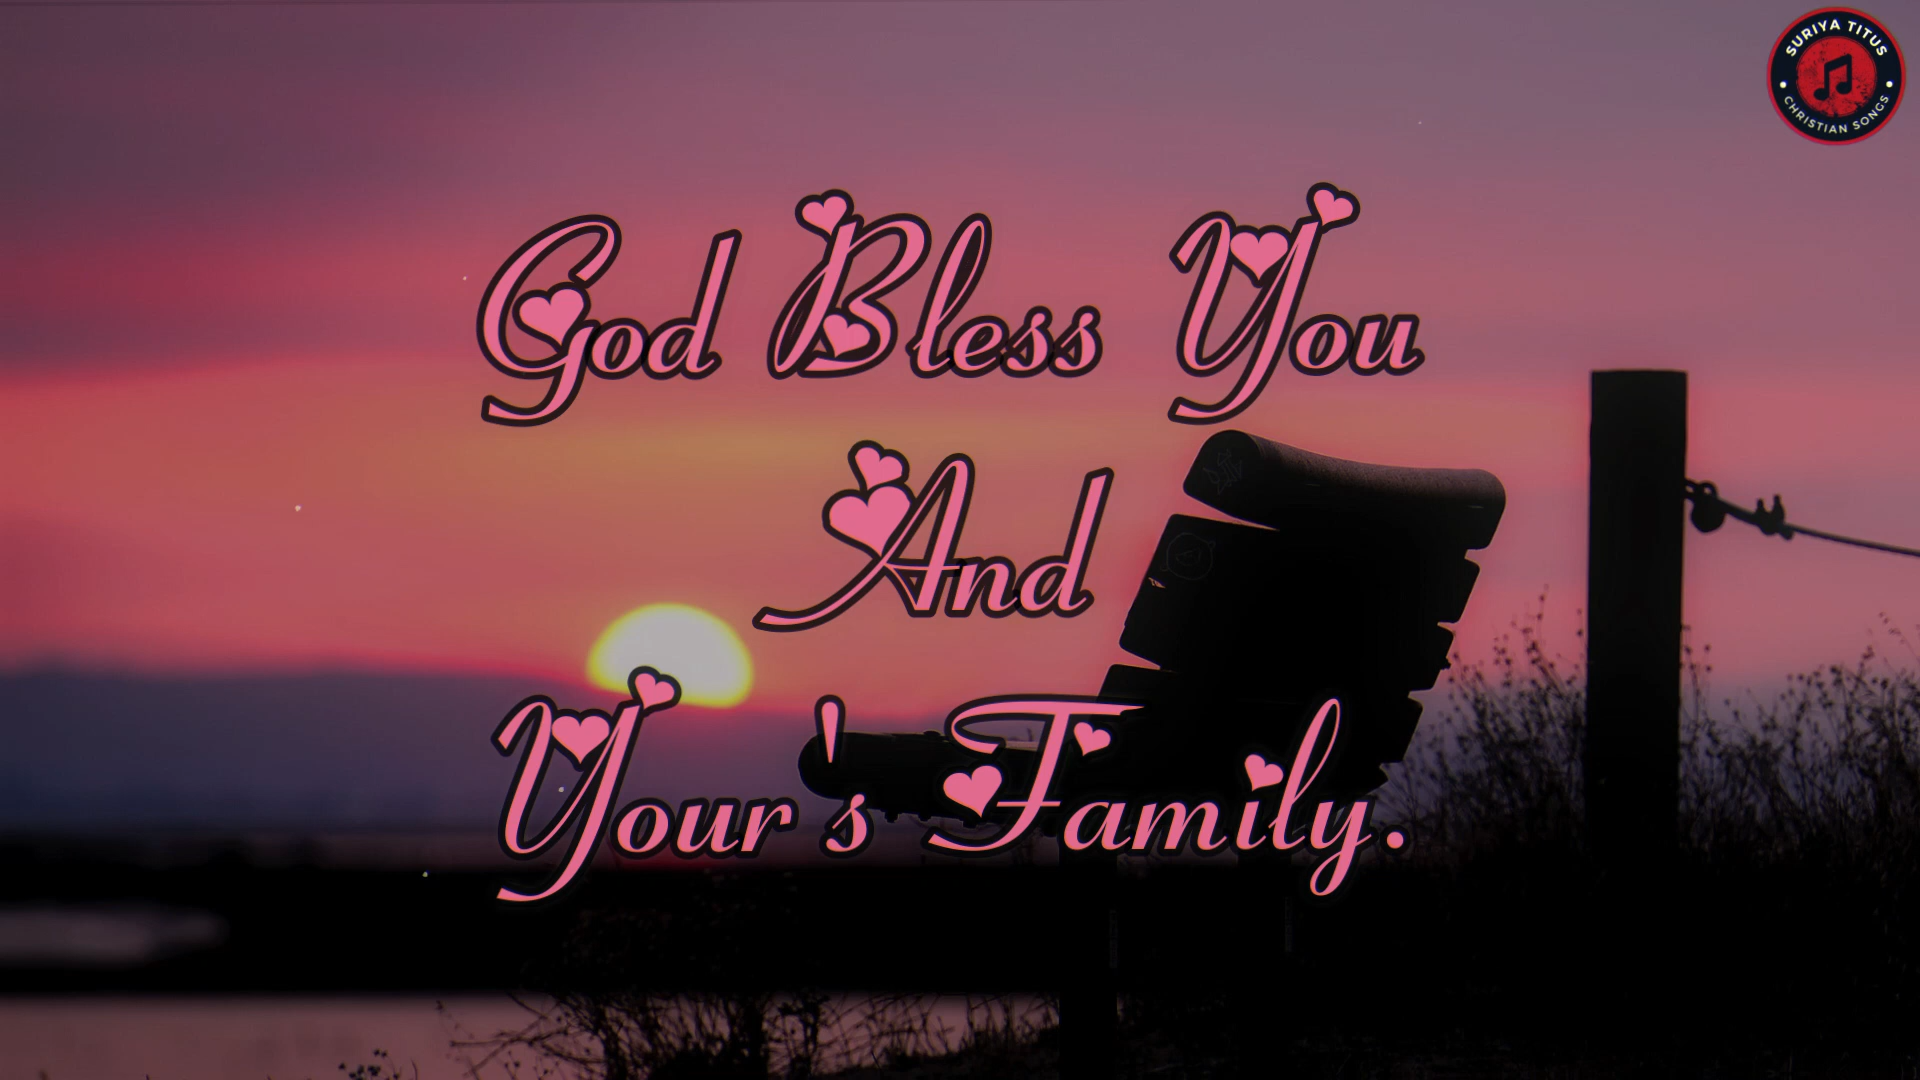 SURIYA TITUS
CHRISTIAN SONGS
God Bless You
And
Your's Family.